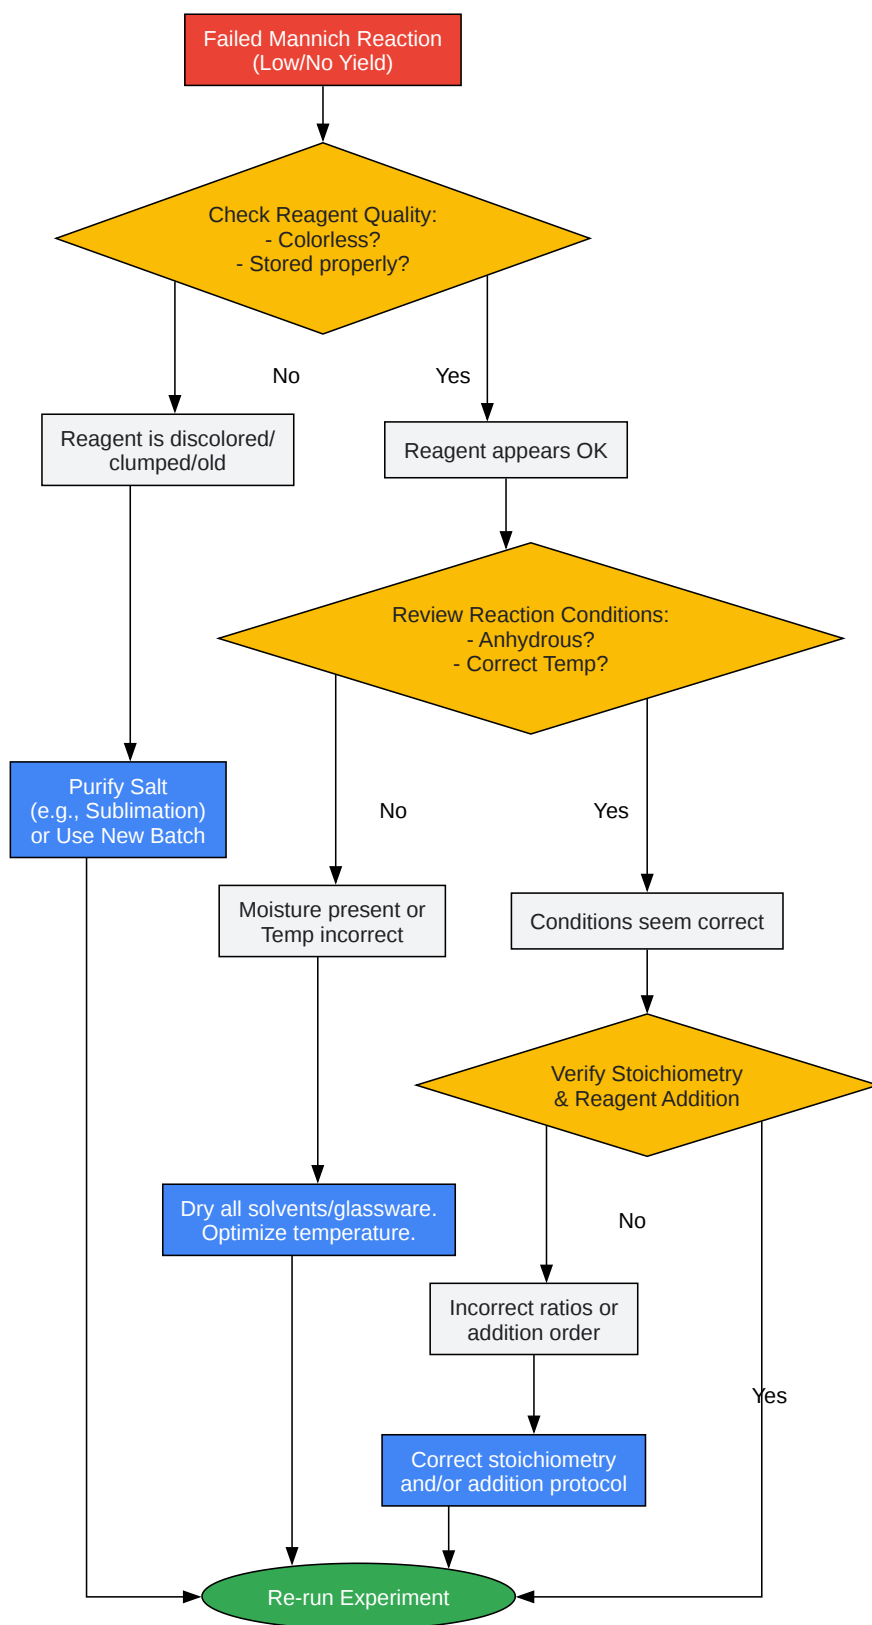 Failed Mannich Reaction
(Low/No Yield)
Check Reagent Quality:
- Colorless?
- Stored properly?
No
Yes
Reagent is discolored/
clumped/old
Reagent appears OK
Review Reaction Conditions:
- Anhydrous?
- Correct Temp?
Purify Salt
(e.g., Sublimation)
or Use New Batch
No
Yes
Moisture present or
Temp incorrect
Conditions seem correct
Verify Stoichiometry
& Reagent Addition
Dry all solvents/glassware.
Optimize temperature.
No
Incorrect ratios or
addition order
Yes
Correct stoichiometry
and/or addition protocol
Re-run Experiment